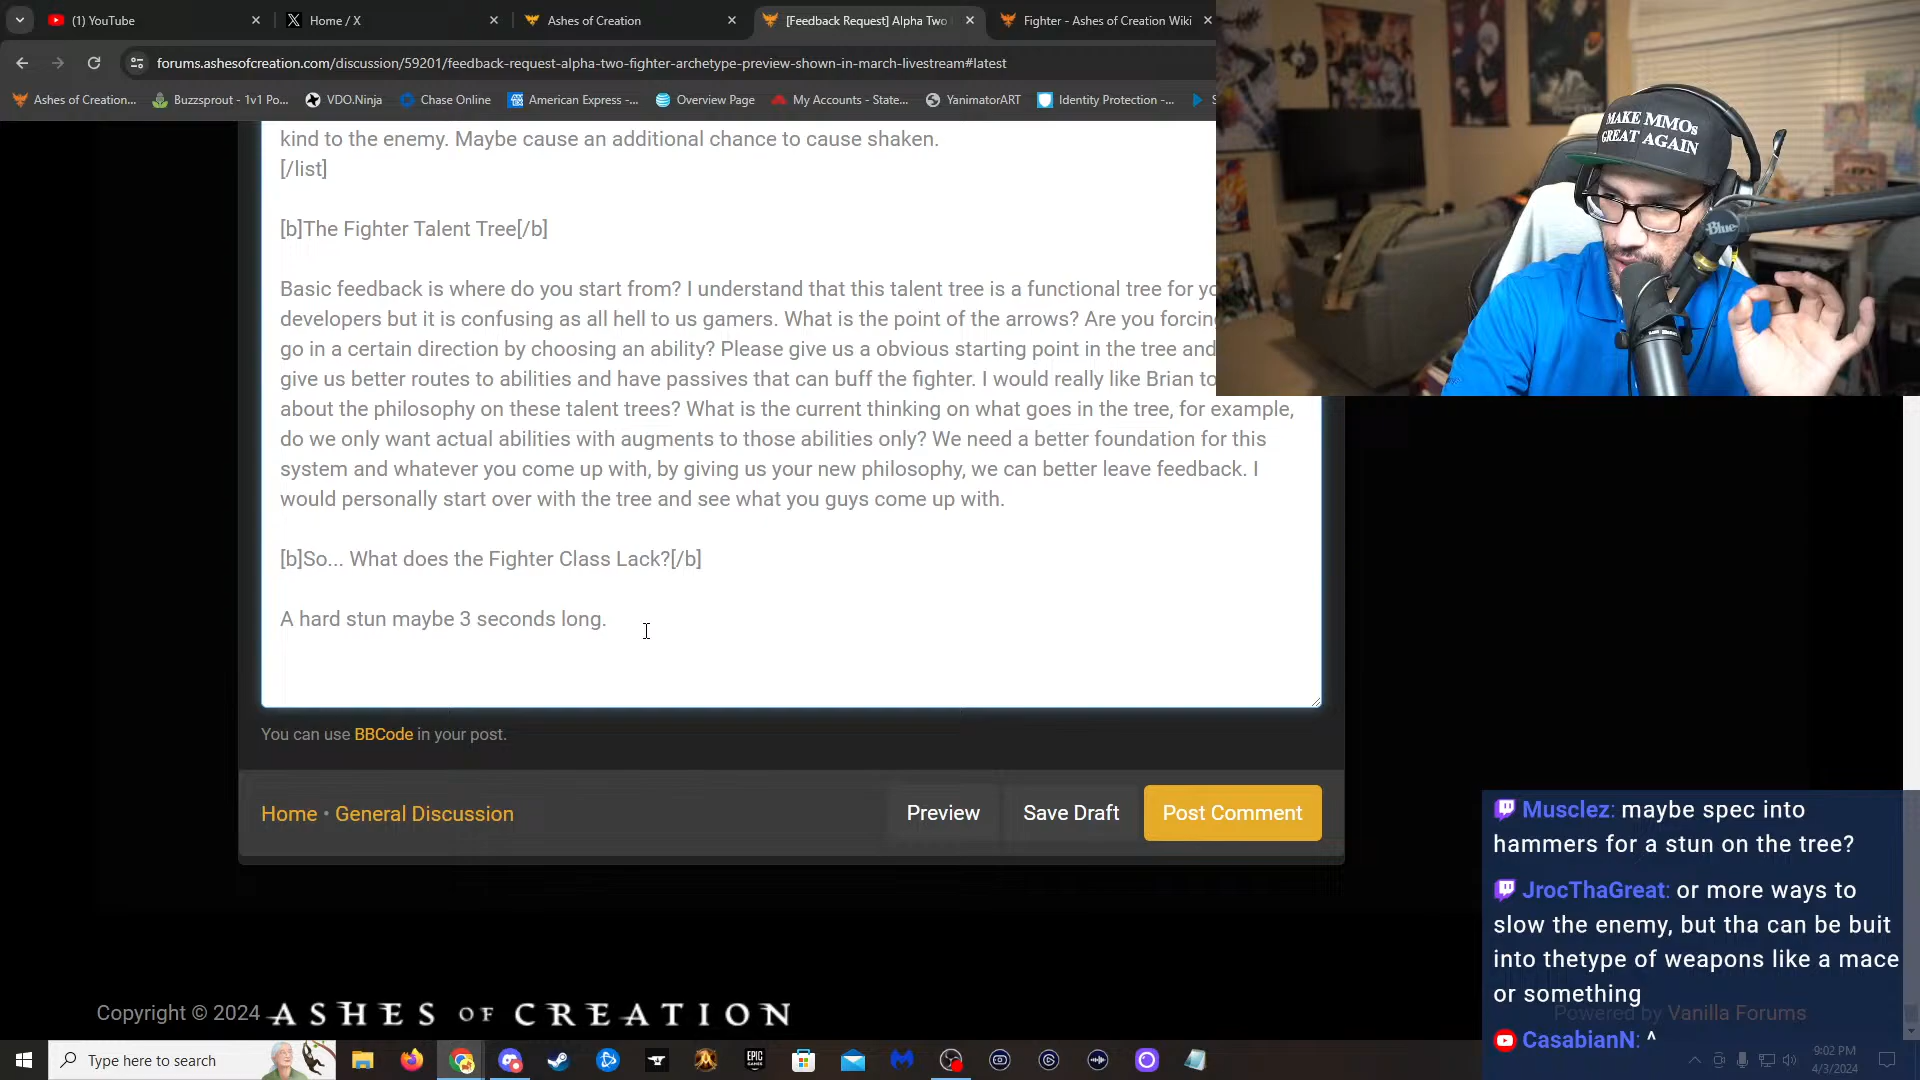 (1) YouTube
Home / X
Ashes of Creation
[Feedback Request] Alpha Two
Fighter - Ashes of Creation Wiki
forums.ashesofcreation.com/discussion/59201/feedback-request-alpha-two-fighter-archetype-preview-shown-in-march-livestream#latest
Ashes of Creation...
Buzzsprout - 1v1 Po...
VDO.Ninja
Chase Online
American Express -...
Overview Page
My Accounts - State...
YanimatorART
Identity Protection -...
MAKE MMOs
GREAT AGAIN
Blue
kind to the enemy. Maybe cause an additional chance to cause shaken.
[/list]
[b]The Fighter Talent Tree[/b]
Basic feedback is where do you start from? I understand that this talent tree is a functional tree for
developers but it is confusing as all hell to us gamers. What is the point of the arrows? Are you forcing
go in a certain direction by choosing an ability? Please give us a obvious starting point in the tree and
give us better routes to abilities and have passives that can buff the fighter. I would really like Brian to
about the philosophy on these talent trees? What is the current thinking on what goes in the tree, for example,
do we only want actual abilities with augments to those abilities only? We need a better foundation for this
system and whatever you come up with, by giving us your new philosophy, we can better leave feedback. I
would personally start over with the tree and see what you guys come up with.
[b]So... What does the Fighter Class Lack?[/b]
A hard stun maybe 3 seconds long.
You can use BBCode in your post.
Home • General Discussion
Preview
Save Draft
Post Comment
Musclez: maybe spec into
hammers for a stun on the tree?
JrocThaGreat: or more ways to
slow the enemy, but tha can be buit
into thetype of weapons like a mace
or something
CasabianN: ^
Copyright © 2024 ASHES OF CREATION
Powered by Vanilla Forums
Type here to search
EPIC
GAMES
9:02 PM
4/3/2024